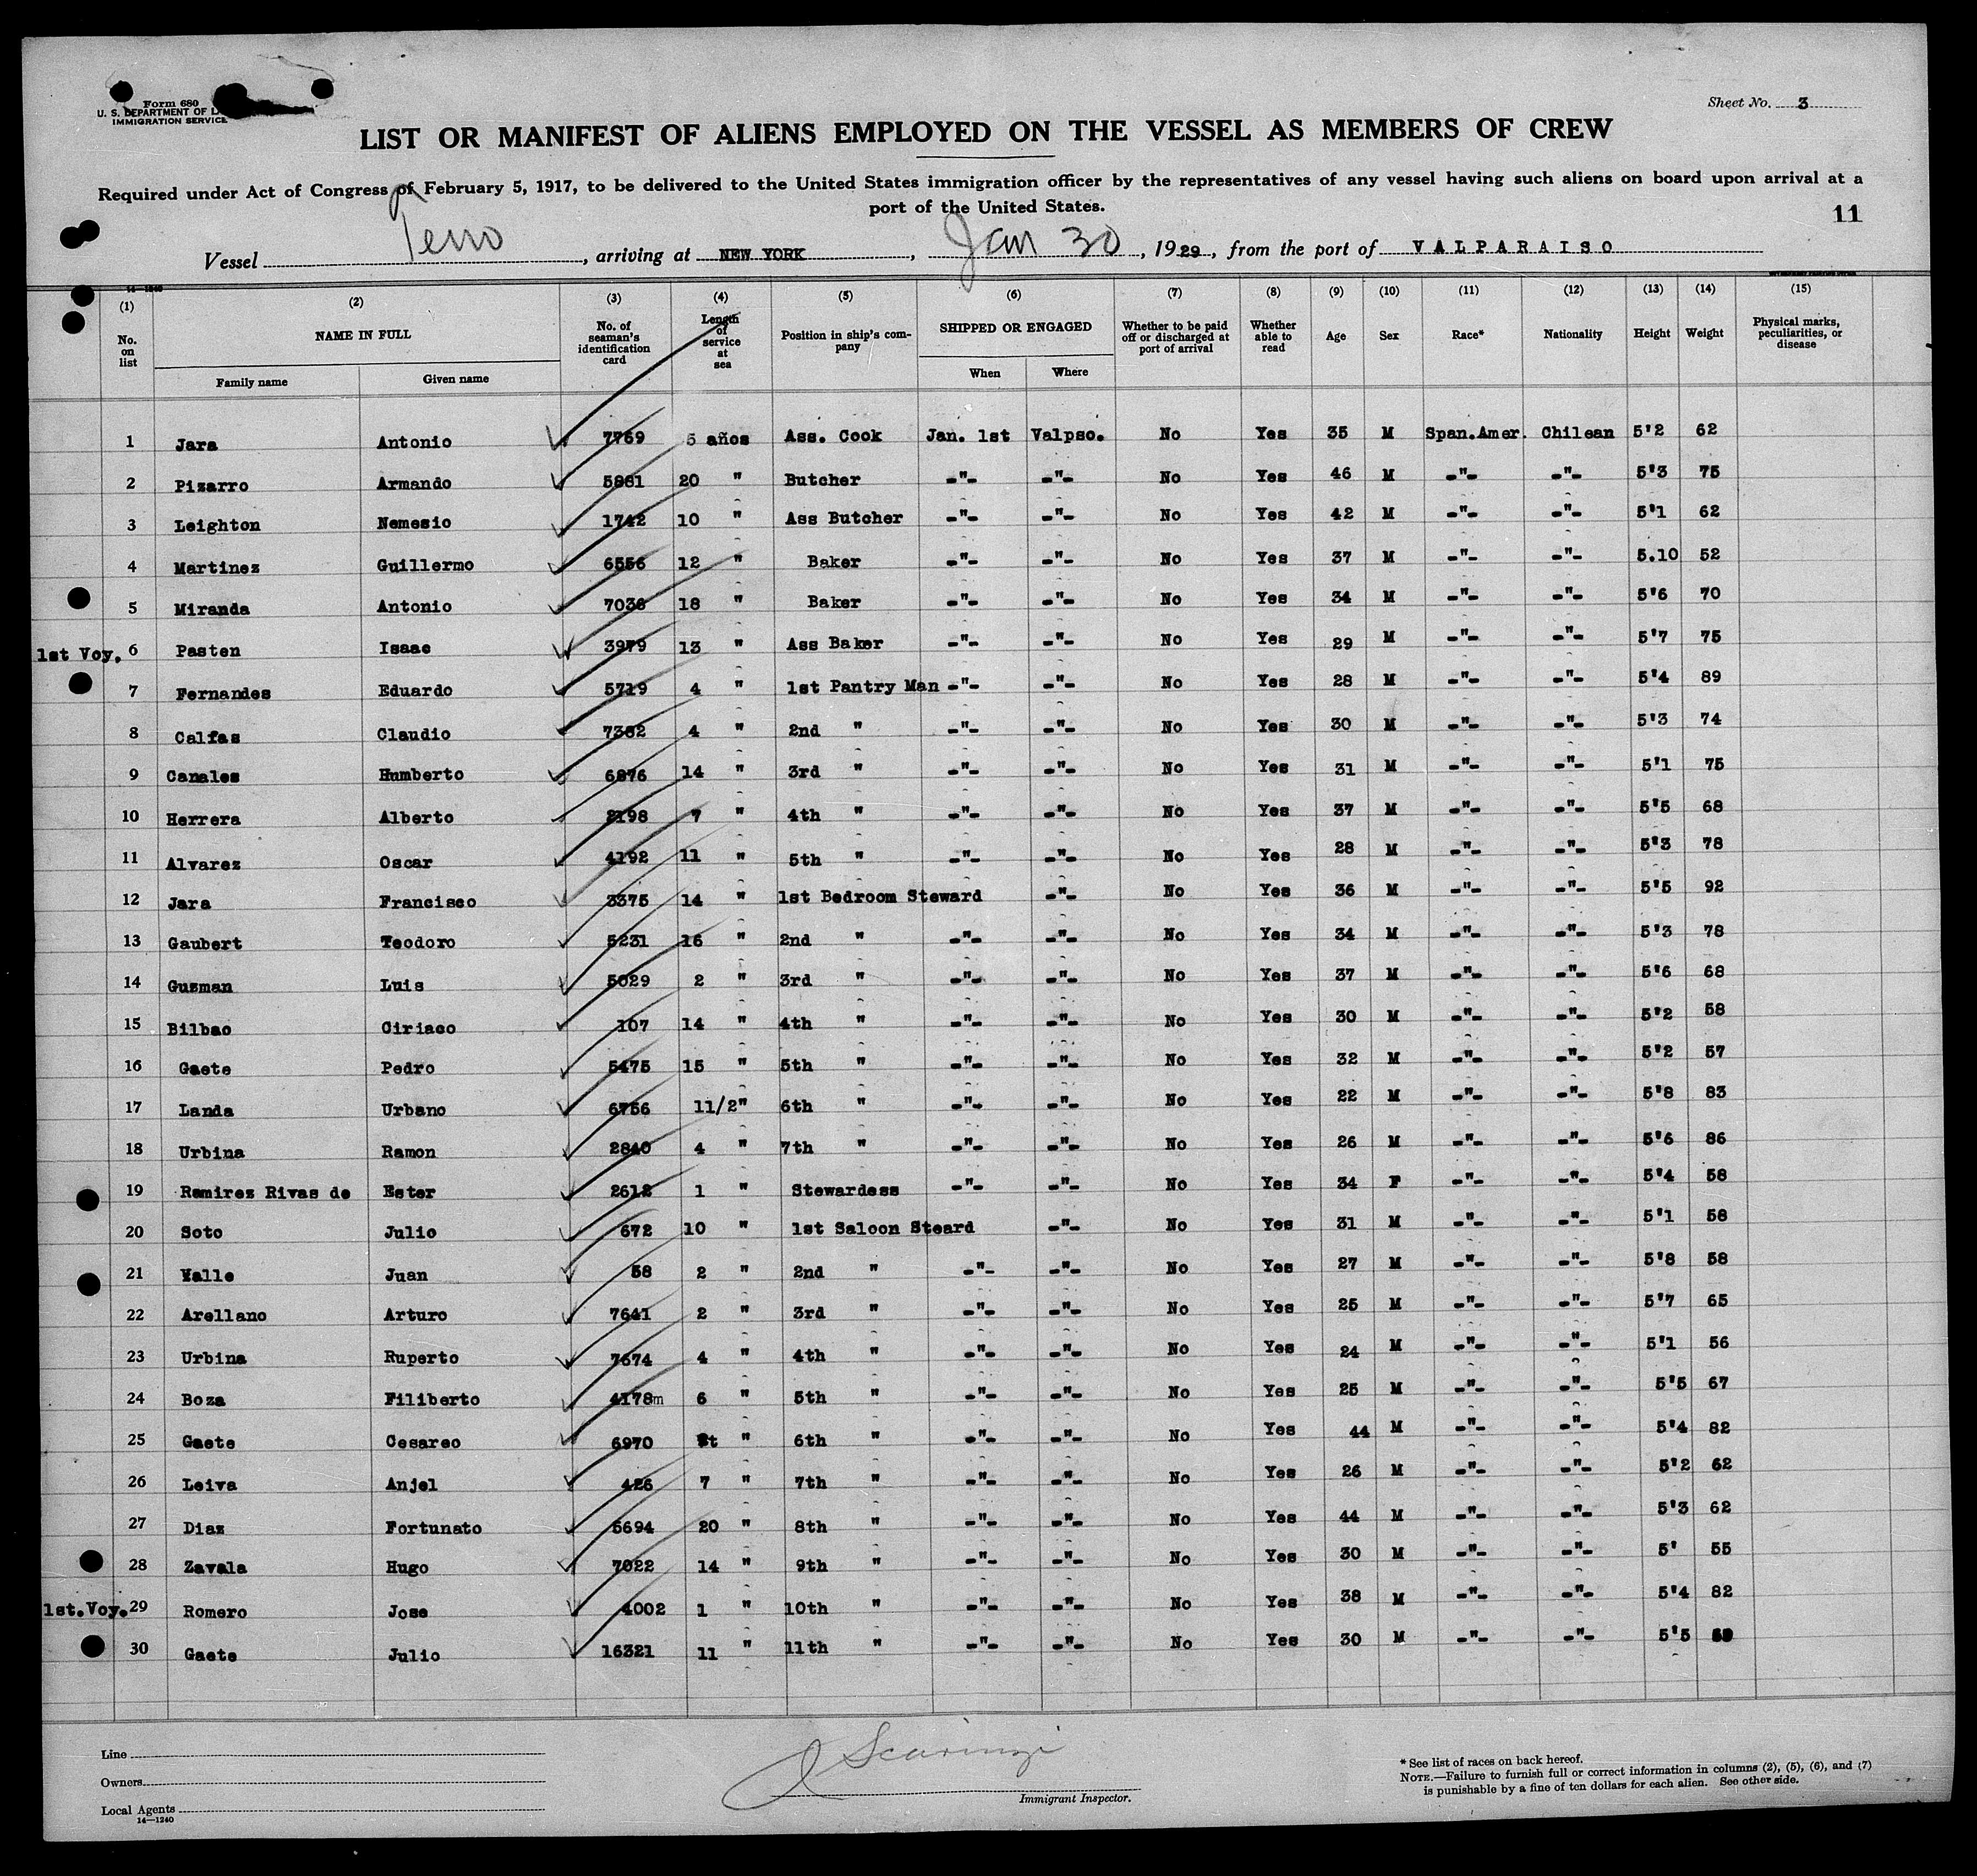 Form 680
U. S. DEPARTMENT OF
IMMIGRATION SERVICE
Sheet No. 3
LIST OR MANIFEST OF ALIENS EMPLOYED ON THE VESSEL AS MEMBERS OF CREW
Required under Act of Congress of February 5, 1917, to be delivered to the United States immigration officer by the representatives of any vessel having such aliens on board upon arrival at a
port of the United States.
11
Vessel Teno, arriving at NEW YORK, Jan 30, 1929, from the port of VALPARAISO
(1) (2) (3) (4) (5) (6) (7) (8) (9) (10) (11) (12) (13) (14) (15)
No. on list NAME IN FULL No. of seaman's identification card Length of service at sea Position in ship's company SHIPPED OR ENGAGED Whether to be paid off or discharged at port of arrival Whether able to read Age Sex Race* Nationality Height Weight Physical marks, peculiarities, or disease
Family name Given name When Where
1 Jara Antonio 7769 5 años Ass. Cook Jan. 1st Valpso. No Yes 35 M Span.Amer. Chilean 5'2 62
2 Pizarro Armando 5861 20 " Butcher -"- -"- No Yes 46 M -"- -"- 5'3 75
3 Leighton Nemesio 1742 10 " Ass Butcher -"- -"- No Yes 42 M -"- -"- 5'1 62
4 Martinez Guillermo 6556 12 " Baker -"- -"- No Yes 37 M -"- -"- 5.10 52
5 Miranda Antonio 7036 18 " Baker -"- -"- No Yes 34 M -"- -"- 5'6 70
1st Voy. 6 Pasten Isaac 3979 13 " Ass Baker -"- -"- No Yes 29 M -"- -"- 5'7 75
7 Fernandes Eduardo 5719 4 " 1st Pantry Man -"- -"- No Yes 28 M -"- -"- 5'4 89
8 Calfas Claudio 7362 4 " 2nd " -"- -"- No Yes 30 M -"- -"- 5'3 74
9 Canales Humberto 6876 14 " 3rd " -"- -"- No Yes 31 M -"- -"- 5'1 75
10 Herrera Alberto 2198 7 " 4th " -"- -"- No Yes 37 M -"- -"- 5'5 68
11 Alvarez Oscar 4192 11 " 5th " -"- -"- No Yes 28 M -"- -"- 5'3 78
12 Jara Francisco 3375 14 " 1st Bedroom Steward -"- No Yes 36 M -"- -"- 5'5 92
13 Gaubert Teodoro 5231 16 " 2nd " -"- -"- No Yes 34 M -"- -"- 5'3 78
14 Guzman Luis 5029 2 " 3rd " -"- -"- No Yes 37 M -"- -"- 5'6 68
15 Bilbao Ciriaco 107 14 " 4th " -"- -"- No Yes 30 M -"- -"- 5'2 58
16 Gaete Pedro 5475 15 " 5th " -"- -"- No Yes 32 M -"- -"- 5'2 57
17 Landa Urbano 6756 11/2" 6th " -"- -"- No Yes 22 M -"- -"- 5'8 83
18 Urbina Ramon 2840 4 " 7th " -"- -"- No Yes 26 M -"- -"- 5'6 86
19 Ramirez Rivas de Ester 2612 1 " Stewardess -"- -"- No Yes 34 F -"- -"- 5'4 58
20 Soto Julio 672 10 " 1st Saloon Steard -"- No Yes 31 M -"- -"- 5'1 58
21 Valle Juan 58 2 " 2nd " -"- -"- No Yes 27 M -"- -"- 5'8 58
22 Arellano Arturo 7641 2 " 3rd " -"- -"- No Yes 25 M -"- -"- 5'7 65
23 Urbina Ruperto 7674 4 " 4th " -"- -"- No Yes 24 M -"- -"- 5'1 56
24 Boza Filiberto 4178m 6 " 5th " -"- -"- No Yes 25 M -"- -"- 5'5 67
25 Gaete Cesareo 6970 " 6th " -"- -"- No Yes 44 M -"- -"- 5'4 82
26 Leiva Anjel 426 7 " 7th " -"- -"- No Yes 26 M -"- -"- 5'2 62
27 Diaz Fortunato 5694 20 " 8th " -"- -"- No Yes 44 M -"- -"- 5'3 62
28 Zavala Hugo 7022 14 " 9th " -"- -"- No Yes 30 M -"- -"- 5' 55
1st.Voy. 29 Romero Jose 4002 1 " 10th " -"- -"- No Yes 38 M -"- -"- 5'4 82
30 Gaete Julio 16321 11 " 11th " -"- -"- No Yes 30 M -"- -"- 5'5
Line
Owners
Local Agents
14—1240
Immigrant Inspector.
* See list of races on back hereof.
NOTE.—Failure to furnish full or correct information in columns (2), (5), (6), and (7)
is punishable by a fine of ten dollars for each alien. See other side.